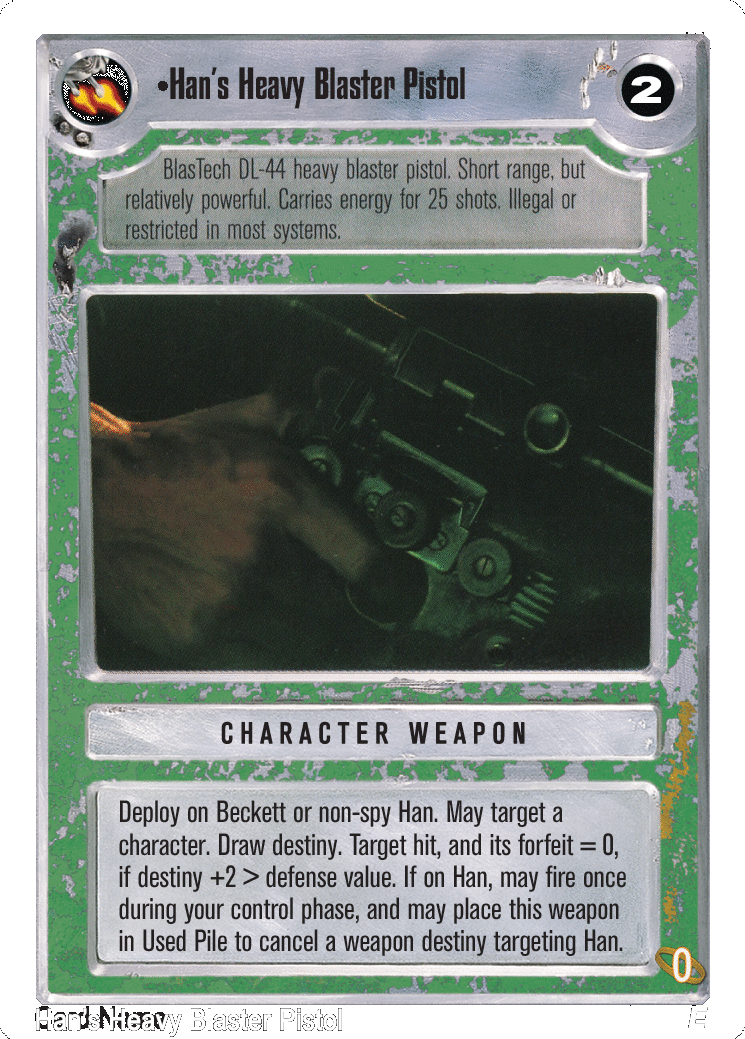 •Han's Heavy Blaster Pistol
2
BlasTech DL-44 heavy blaster pistol. Short range, but
relatively powerful. Carries energy for 25 shots. Illegal or
restricted in most systems.
CHARACTER WEAPON
Deploy on Beckett or non-spy Han. May target a
character. Draw destiny. Target hit, and its forfeit = 0,
if destiny +2 > defense value. If on Han, may fire once
during your control phase, and may place this weapon
in Used Pile to cancel a weapon destiny targeting Han.
0
Han's Heavy Blaster Pistol